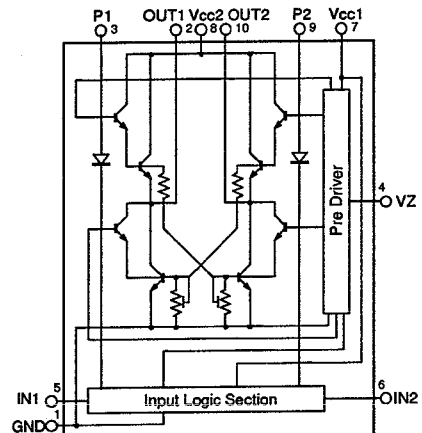 P1 OUT1 Vcc2 OUT2 P2 Vcc1
3 2 8 10 9 7
Pre Driver
4
VZ
5
IN1
Input Logic Section
6
IN2
1
GND